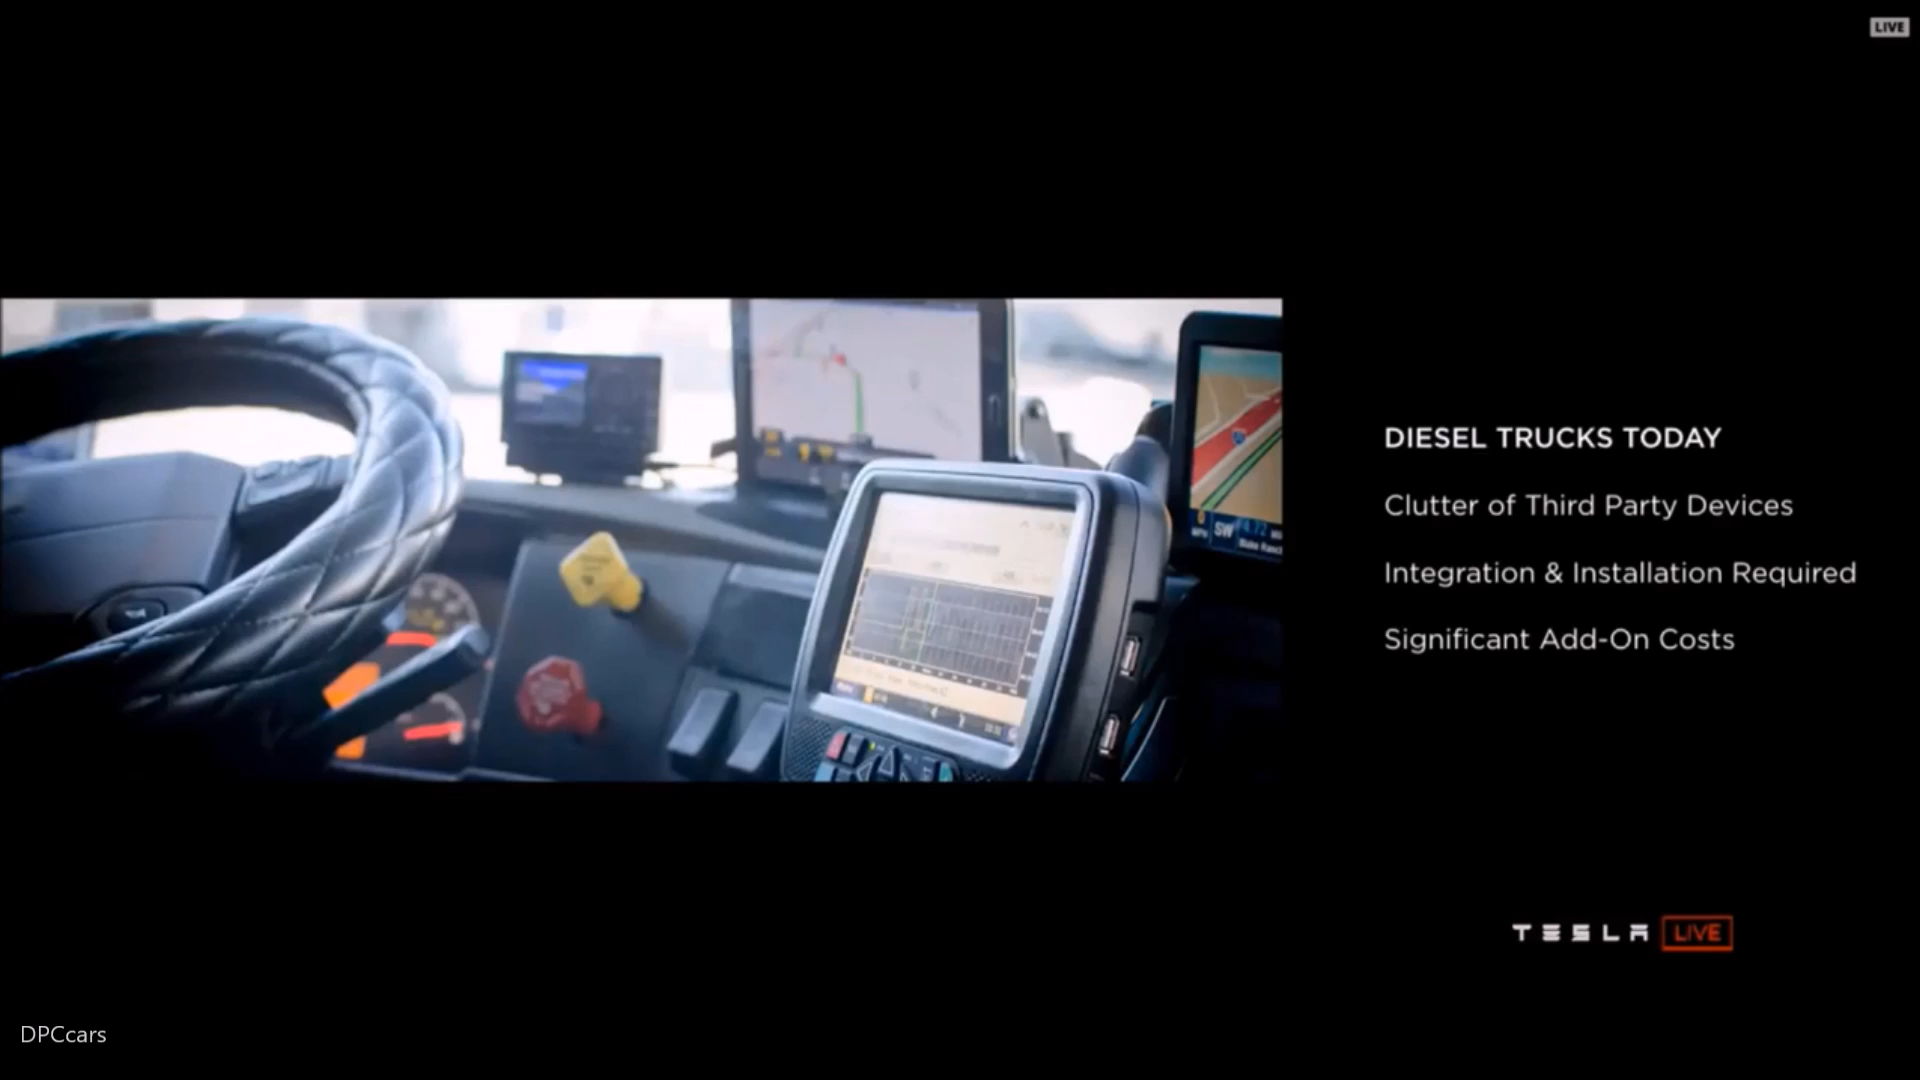 LIVE
DIESEL TRUCKS TODAY
Clutter of Third Party Devices
Integration & Installation Required
Significant Add-On Costs
SW
TESLA LIVE
DPCcars